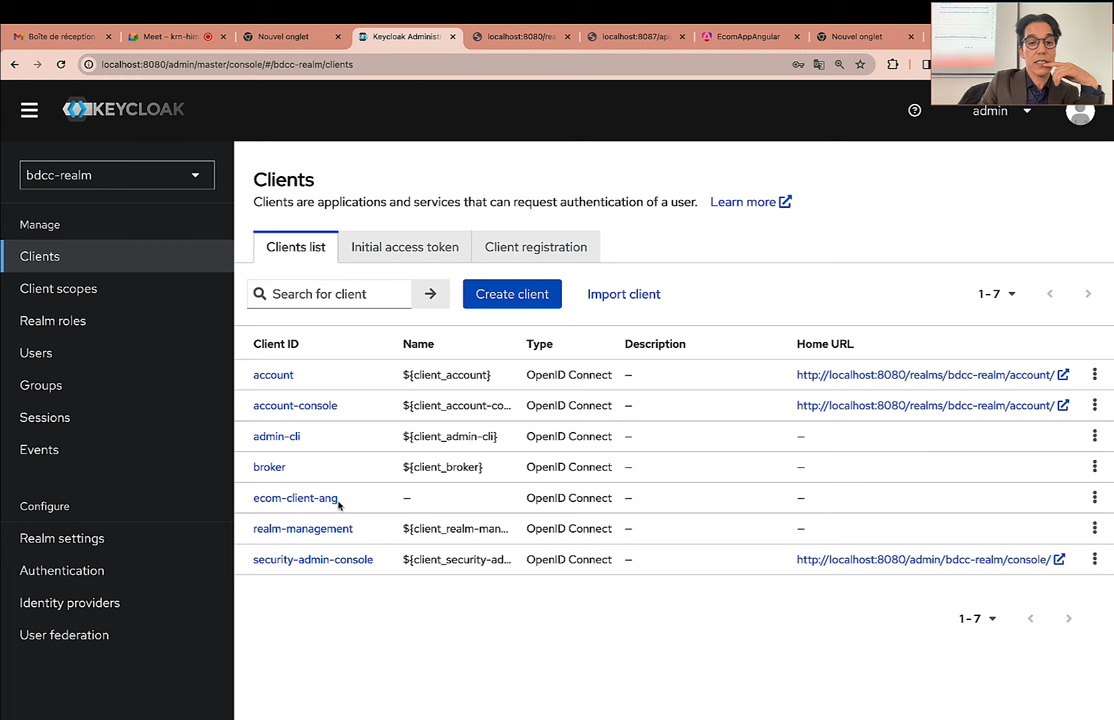 Boîte de réception
Meet – krn-him
Nouvel onglet
Keycloak Administr
localhost:8080/rea
localhost:8087/api
EcomAppAngular
Nouvel onglet
localhost:8080/admin/master/console/#/bdcc-realm/clients
KEYCLOAK
admin
bdcc-realm
Manage
Clients
Client scopes
Realm roles
Users
Groups
Sessions
Events
Configure
Realm settings
Authentication
Identity providers
User federation
Clients
Clients are applications and services that can request authentication of a user. Learn more
Clients list Initial access token Client registration
Search for client Create client Import client 1-7
Client ID Name Type Description Home URL
account ${client_account} OpenID Connect – http://localhost:8080/realms/bdcc-realm/account/
account-console ${client_account-co... OpenID Connect – http://localhost:8080/realms/bdcc-realm/account/
admin-cli ${client_admin-cli} OpenID Connect – –
broker ${client_broker} OpenID Connect – –
ecom-client-ang – OpenID Connect – –
realm-management ${client_realm-man... OpenID Connect – –
security-admin-console ${client_security-ad... OpenID Connect – http://localhost:8080/admin/bdcc-realm/console/
1-7